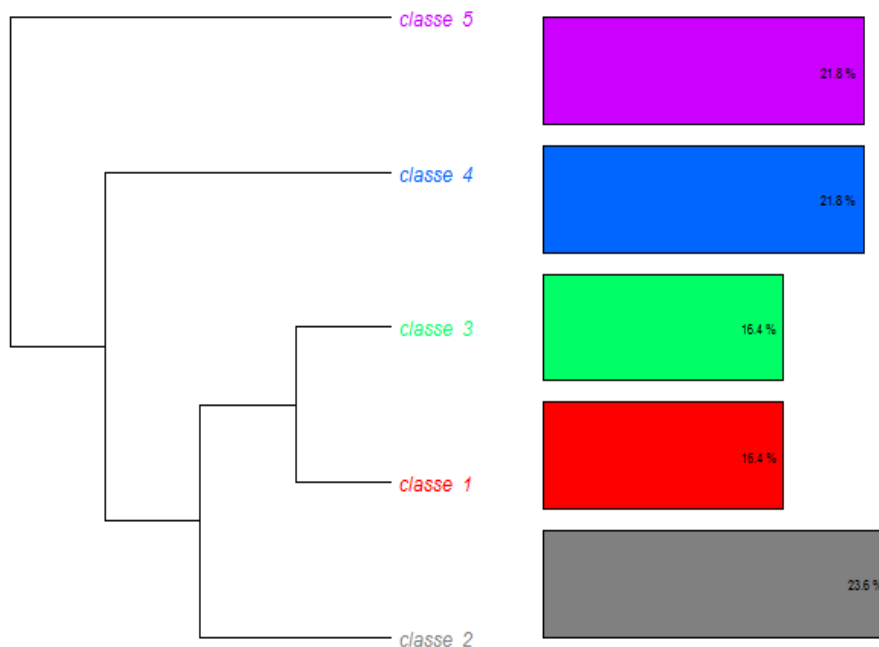 classe 5
21.8 %
classe 4
21.8 %
classe 3
16.4 %
classe 1
16.4 %
classe 2
23.6 %